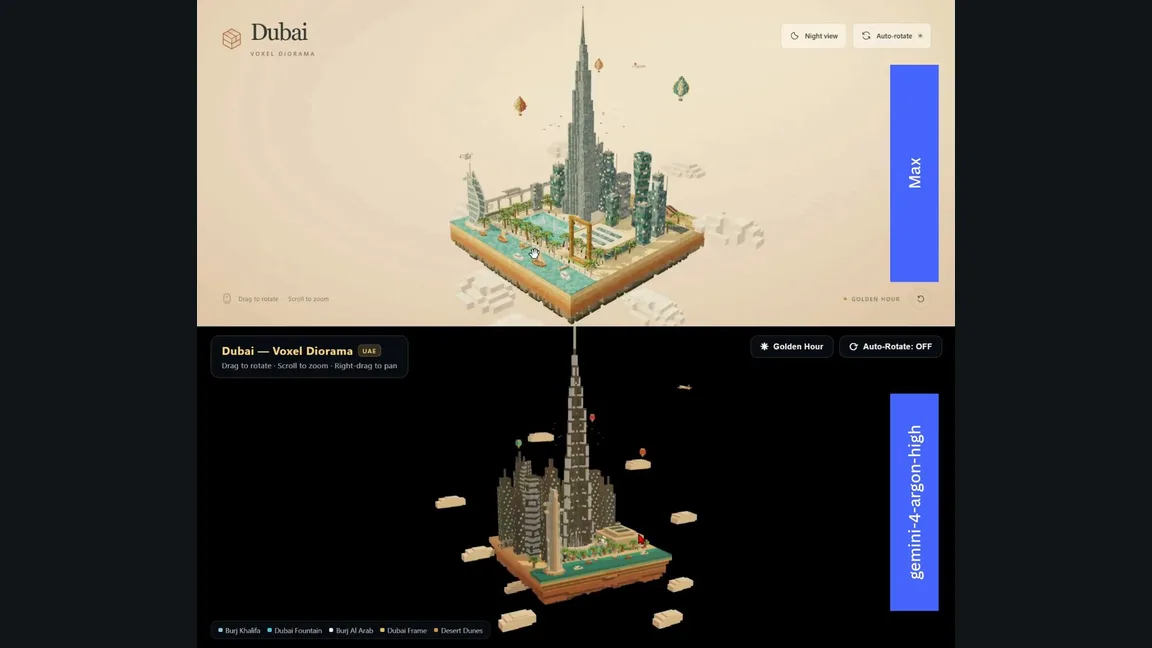 Dubai
VOXEL DIORAMA
Night view
Auto-rotate
Max
Drag to rotate
Scroll to zoom
GOLDEN HOUR
Dubai — Voxel Diorama UAE
Drag to rotate · Scroll to zoom · Right-drag to pan
Golden Hour
Auto-Rotate: OFF
gemini-4-argon-high
Burj Khalifa
Dubai Fountain
Burj Al Arab
Dubai Frame
Desert Dunes